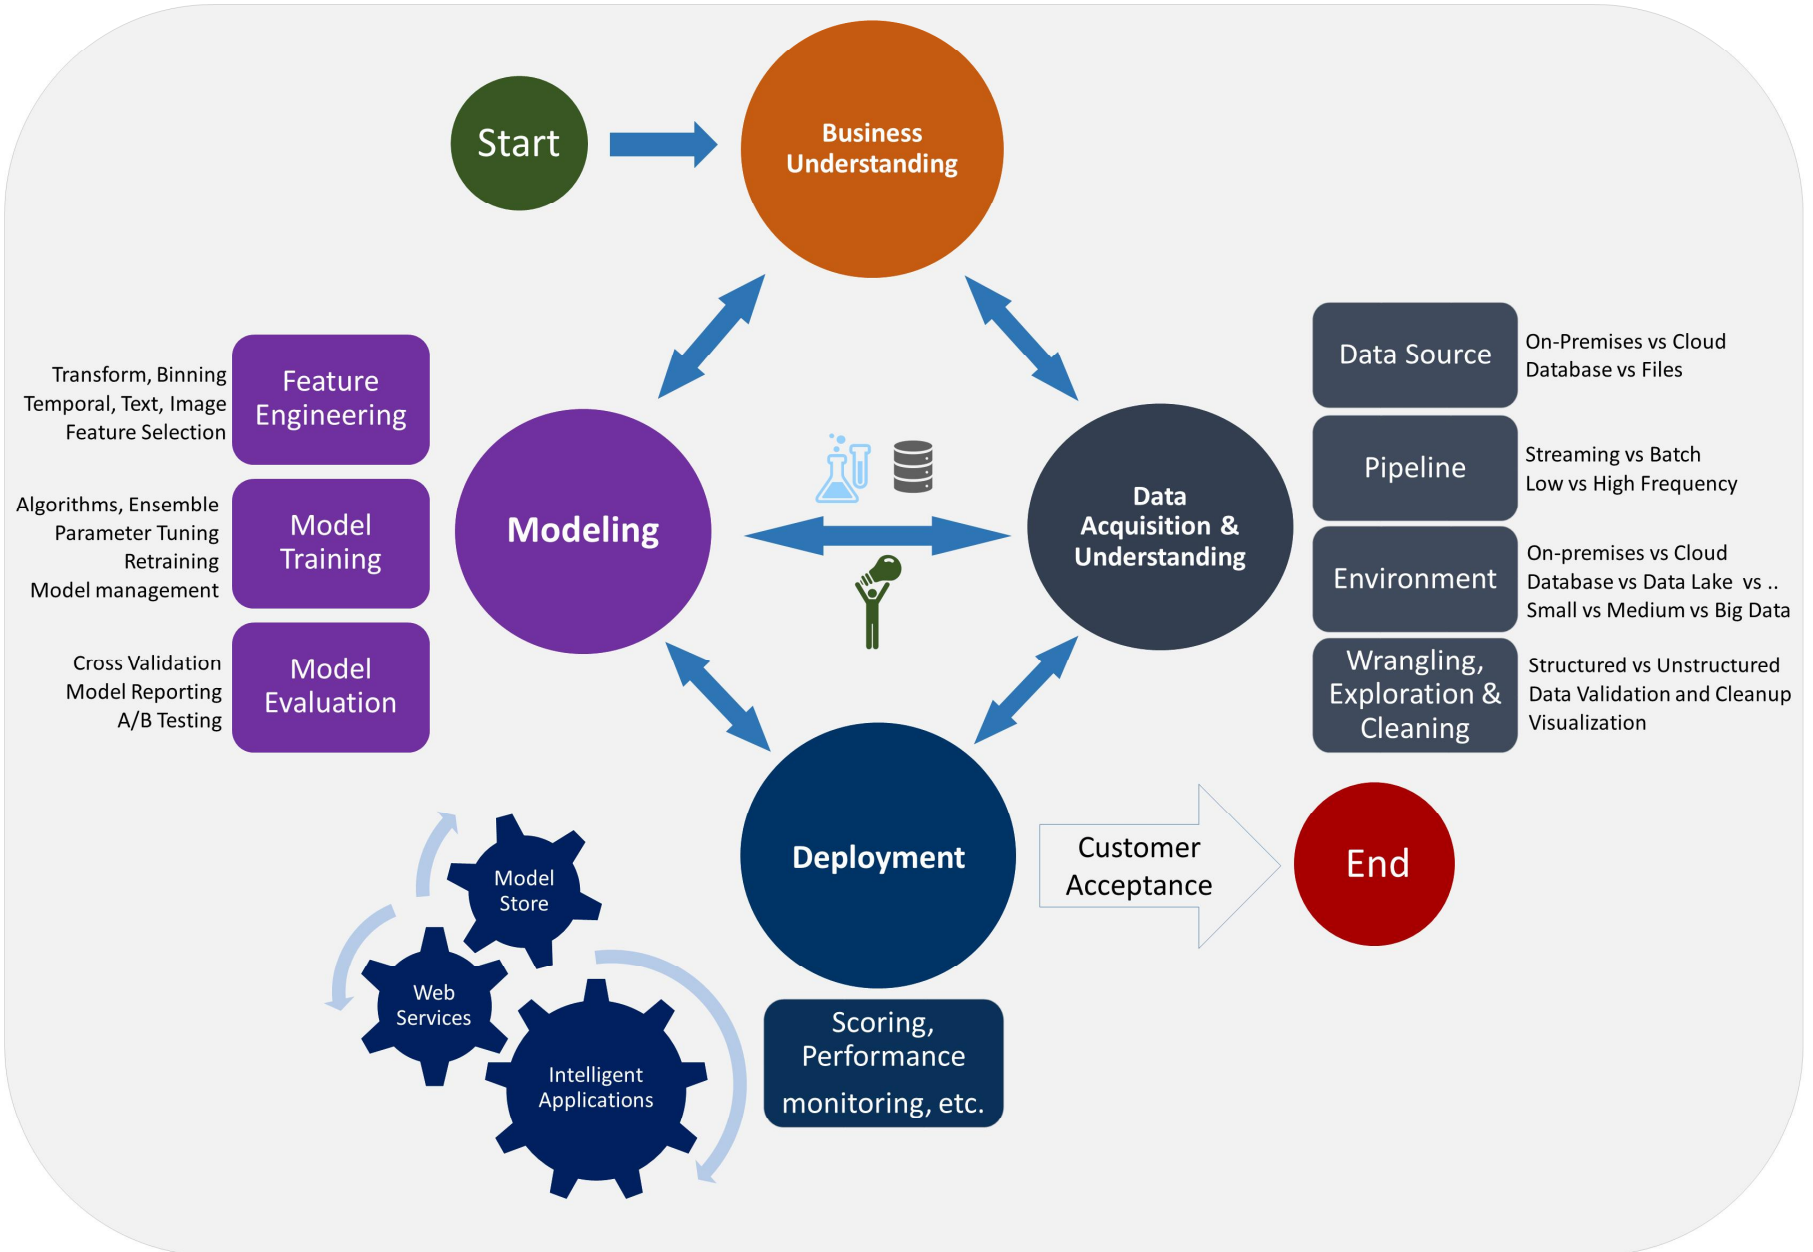 Start
Business
Understanding
Feature
Engineering
Transform, Binning
Temporal, Text, Image
Feature Selection
Model
Training
Algorithms, Ensemble
Parameter Tuning
Retraining
Model management
Model
Evaluation
Cross Validation
Model Reporting
A/B Testing
Modeling
Data
Acquisition &
Understanding
Data Source
On-Premises vs Cloud
Database vs Files
Pipeline
Streaming vs Batch
Low vs High Frequency
Environment
On-premises vs Cloud
Database vs Data Lake  vs ..
Small vs Medium vs Big Data
Wrangling,
Exploration &
Cleaning
Structured vs Unstructured
Data Validation and Cleanup
Visualization
Deployment
Customer
Acceptance
End
Model
Store
Web
Services
Intelligent
Applications
Scoring,
Performance
monitoring, etc.